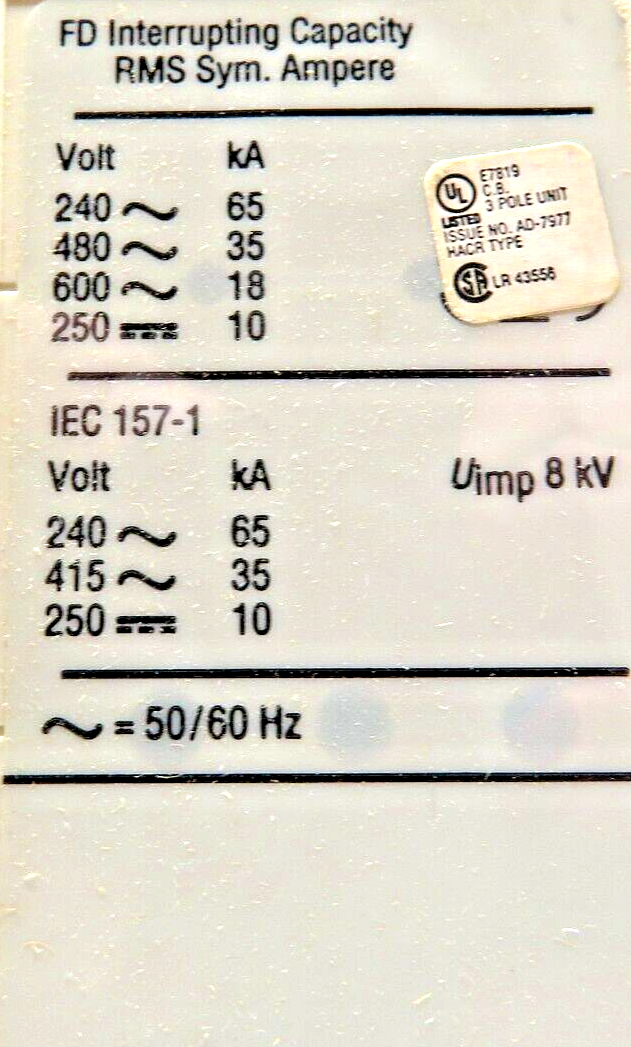 FD Interrupting Capacity
RMS Sym. Ampere
Volt kA
240 ~ 65
480 ~ 35
600 ~ 18
250 ⎓ 10
UL
LISTED
E7819
C.B.
3 POLE UNIT
ISSUE NO. AD-7977
HACR TYPE
SA LR 43556
IEC 157-1
Volt kA
Uimp 8 kV
240 ~ 65
415 ~ 35
250 ⎓ 10
~ = 50/60 Hz